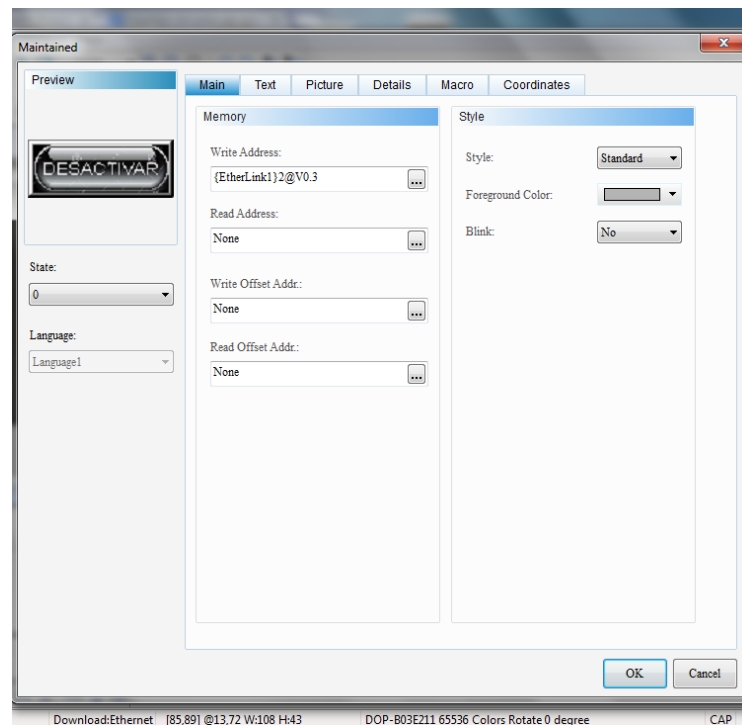 Maintained
Preview
DESACTIVAR
State:
0
Language:
Language1
Main Text Picture Details Macro Coordinates
Memory
Write Address:
{EtherLink1}2@V0.3
...
Read Address:
None
...
Write Offset Addr.:
None
...
Read Offset Addr.:
None
...
Style
Style: Standard
Foreground Color:
Blink: No
OK Cancel
Download:Ethernet [85,89] @13,72 W:108 H:43 DOP-B03E211 65536 Colors Rotate 0 degree CAP